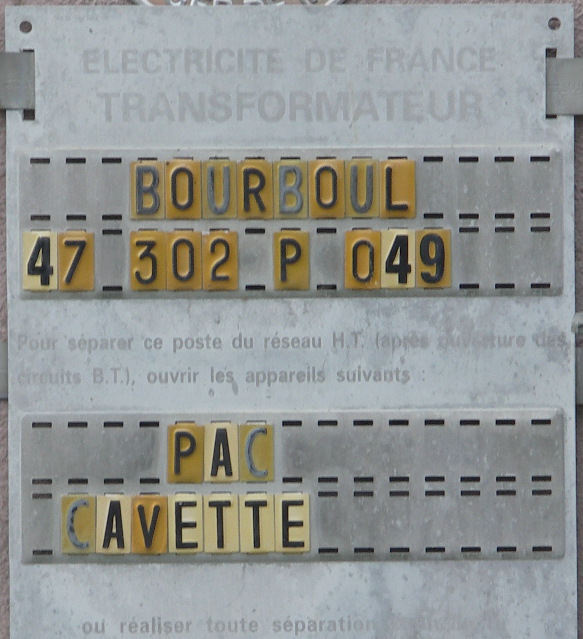 ELECTRICITE DE FRANCE
TRANSFORMATEUR
BOURBOUL
47 302 P 049
Pour séparer ce poste du réseau H.T. (après ouverture des
circuits B.T.), ouvrir les appareils suivants :
PAC
CAVETTE
ou réaliser toute séparation